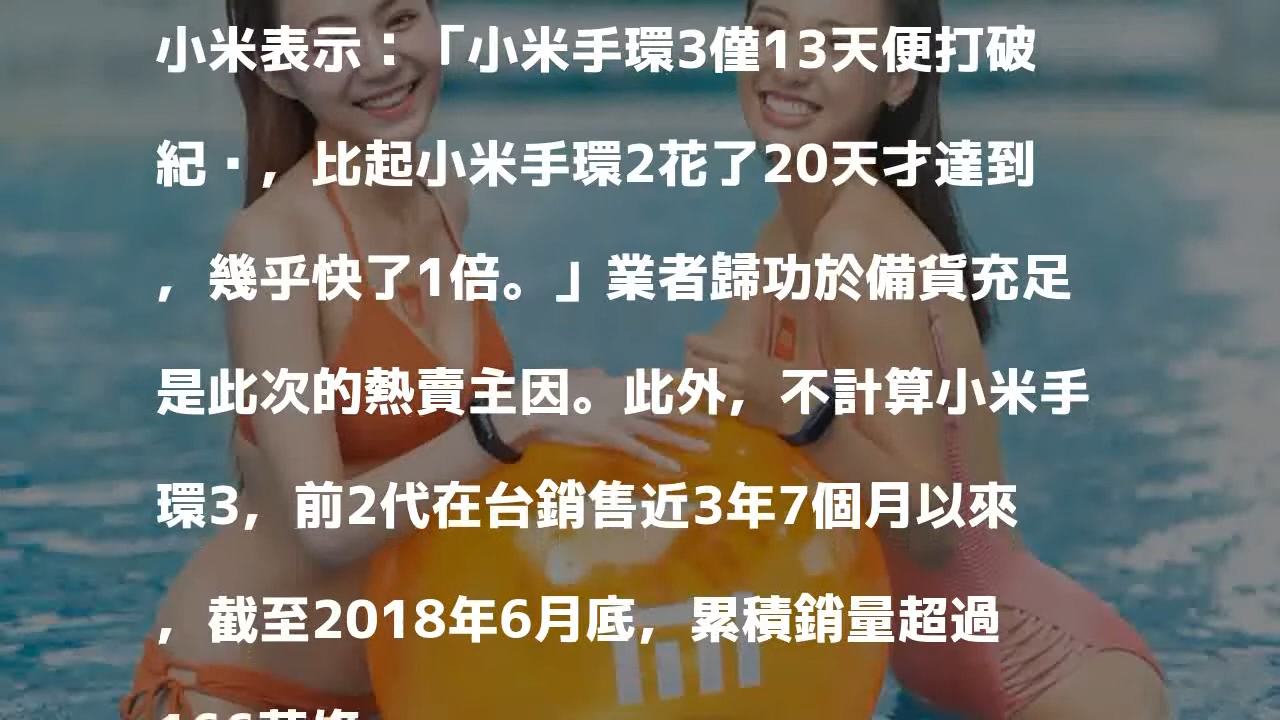 小米表示：「小米手環3僅13天便打破
紀·，比起小米手環2花了20天才達到
，幾乎快了1倍。」業者歸功於備貨充足
是此次的熱賣主因。此外，不計算小米手
環3，前2代在台銷售近3年7個月以來
，截至2018年6月底，累積銷量超過